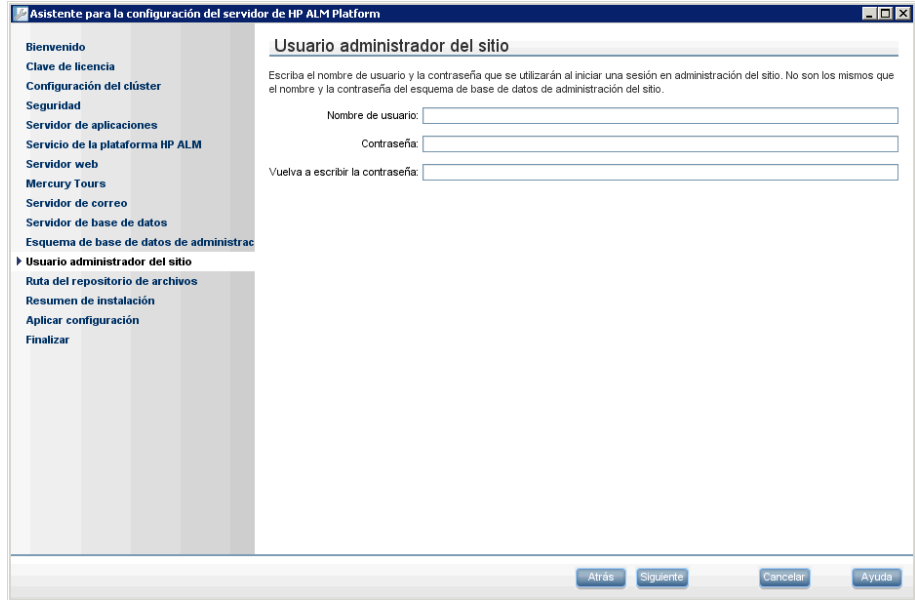 Asistente para la configuración del servidor de HP ALM Platform
Bienvenido
Clave de licencia
Configuración del clúster
Seguridad
Servidor de aplicaciones
Servicio de la plataforma HP ALM
Servidor web
Mercury Tours
Servidor de correo
Servidor de base de datos
Esquema de base de datos de administrac
Usuario administrador del sitio
Ruta del repositorio de archivos
Resumen de instalación
Aplicar configuración
Finalizar
Usuario administrador del sitio
Escriba el nombre de usuario y la contraseña que se utilizarán al iniciar una sesión en administración del sitio. No son los mismos que
el nombre y la contraseña del esquema de base de datos de administración del sitio.
Nombre de usuario:
Contraseña:
Vuelva a escribir la contraseña:
Atrás Siguiente Cancelar Ayuda